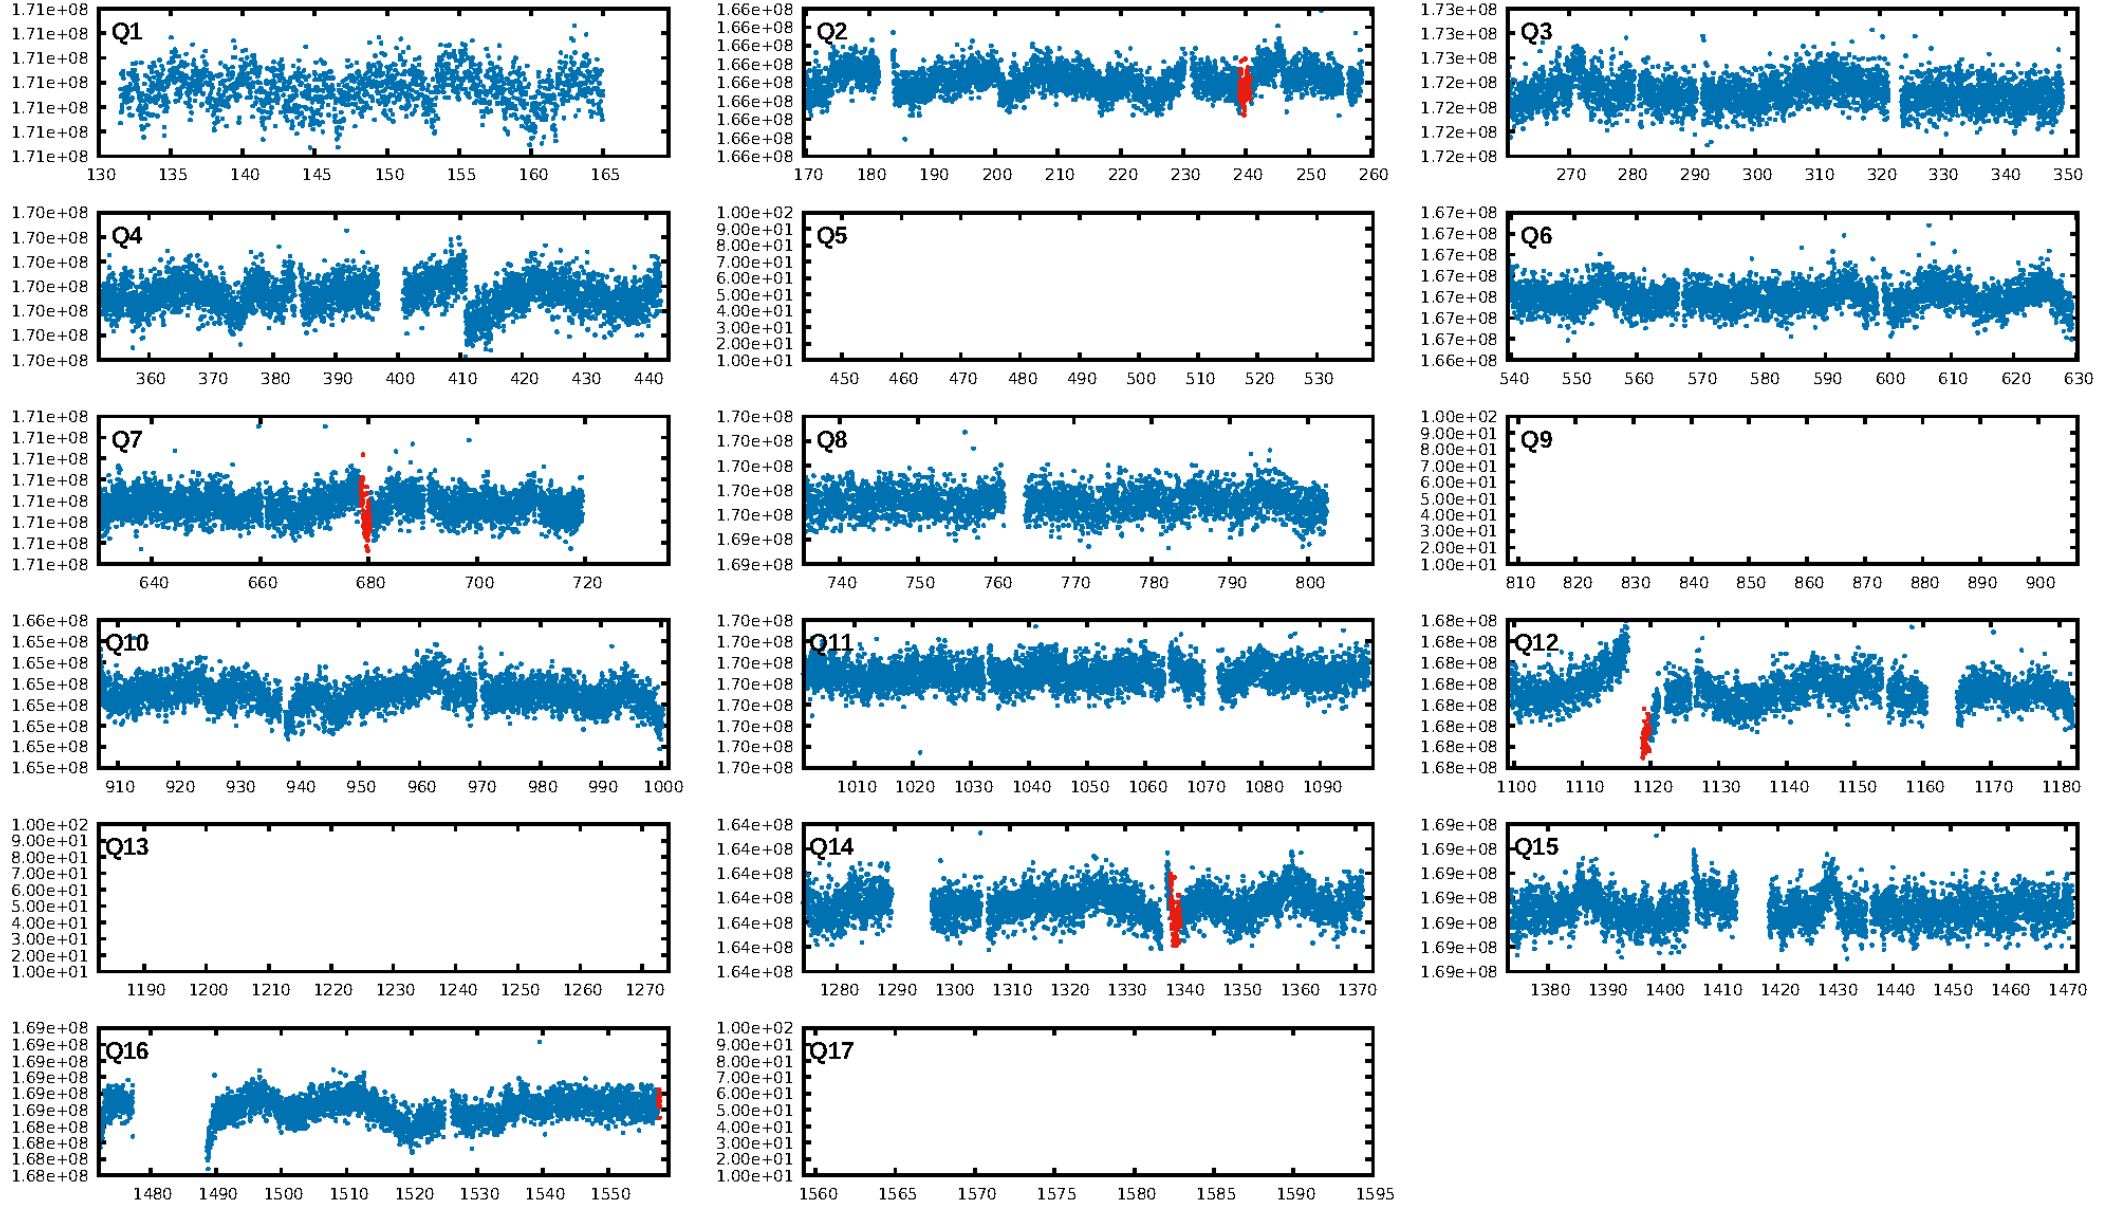 Q1
1.71e+08
1.71e+08
1.71e+08
1.71e+08
1.71e+08
1.71e+08
1.71e+08
130 135 140 145 150 155 160 165
Q2
1.66e+08
1.66e+08
1.66e+08
1.66e+08
1.66e+08
1.66e+08
1.66e+08
1.66e+08
1.66e+08
170 180 190 200 210 220 230 240 250 260
Q3
1.73e+08
1.73e+08
1.73e+08
1.72e+08
1.72e+08
1.72e+08
1.72e+08
270 280 290 300 310 320 330 340 350
Q4
1.70e+08
1.70e+08
1.70e+08
1.70e+08
1.70e+08
1.70e+08
1.70e+08
360 370 380 390 400 410 420 430 440
Q5
1.00e+02
9.00e+01
8.00e+01
7.00e+01
6.00e+01
5.00e+01
4.00e+01
3.00e+01
2.00e+01
1.00e+01
450 460 470 480 490 500 510 520 530
Q6
1.67e+08
1.67e+08
1.67e+08
1.67e+08
1.67e+08
1.67e+08
1.67e+08
1.66e+08
540 550 560 570 580 590 600 610 620 630
Q7
1.71e+08
1.71e+08
1.71e+08
1.71e+08
1.71e+08
1.71e+08
1.71e+08
1.71e+08
640 660 680 700 720
Q8
1.70e+08
1.70e+08
1.70e+08
1.70e+08
1.70e+08
1.69e+08
1.69e+08
740 750 760 770 780 790 800
Q9
1.00e+02
9.00e+01
8.00e+01
7.00e+01
6.00e+01
5.00e+01
4.00e+01
3.00e+01
2.00e+01
1.00e+01
810 820 830 840 850 860 870 880 890 900
Q10
1.66e+08
1.65e+08
1.65e+08
1.65e+08
1.65e+08
1.65e+08
1.65e+08
1.65e+08
910 920 930 940 950 960 970 980 990 1000
Q11
1.70e+08
1.70e+08
1.70e+08
1.70e+08
1.70e+08
1.70e+08
1.70e+08
1.70e+08
1010 1020 1030 1040 1050 1060 1070 1080 1090
Q12
1.68e+08
1.68e+08
1.68e+08
1.68e+08
1.68e+08
1.68e+08
1.68e+08
1.68e+08
1100 1110 1120 1130 1140 1150 1160 1170 1180
Q13
1.00e+02
9.00e+01
8.00e+01
7.00e+01
6.00e+01
5.00e+01
4.00e+01
3.00e+01
2.00e+01
1.00e+01
1190 1200 1210 1220 1230 1240 1250 1260 1270
Q14
1.64e+08
1.64e+08
1.64e+08
1.64e+08
1.64e+08
1.64e+08
1.64e+08
1280 1290 1300 1310 1320 1330 1340 1350 1360 1370
Q15
1.69e+08
1.69e+08
1.69e+08
1.69e+08
1.69e+08
1.69e+08
1.69e+08
1380 1390 1400 1410 1420 1430 1440 1450 1460 1470
Q16
1.69e+08
1.69e+08
1.69e+08
1.69e+08
1.69e+08
1.69e+08
1.68e+08
1.68e+08
1.68e+08
1.68e+08
1480 1490 1500 1510 1520 1530 1540 1550
Q17
1.00e+02
9.00e+01
8.00e+01
7.00e+01
6.00e+01
5.00e+01
4.00e+01
3.00e+01
2.00e+01
1.00e+01
1560 1565 1570 1575 1580 1585 1590 1595